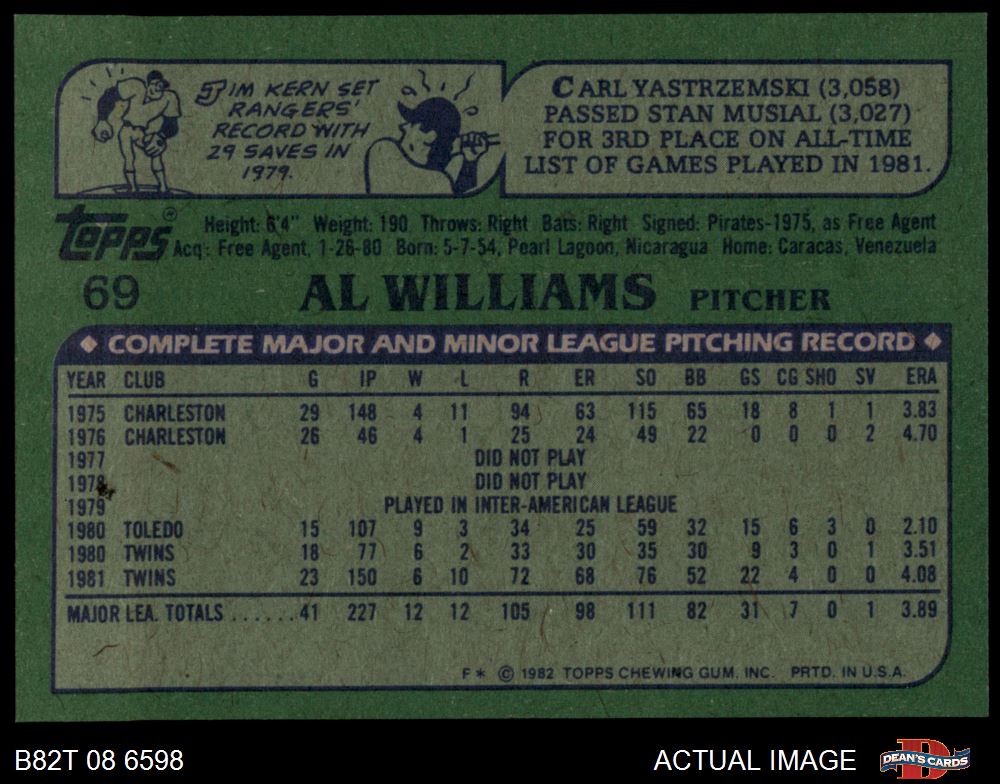 JIM KERN SET
RANGERS'
RECORD WITH
29 SAVES IN
1979.
CARL YASTRZEMSKI (3,058)
PASSED STAN MUSIAL (3,027)
FOR 3RD PLACE ON ALL-TIME
LIST OF GAMES PLAYED IN 1981.
Topps®
Height: 6'4" Weight: 190 Throws: Right Bats: Right Signed: Pirates-1975, as Free Agent
Acq: Free Agent, 1-26-80 Born: 5-7-54, Pearl Lagoon, Nicaragua Home: Caracas, Venezuela
69 AL WILLIAMS PITCHER
COMPLETE MAJOR AND MINOR LEAGUE PITCHING RECORD
YEAR CLUB G IP W L R ER SO BB GS CG SHO SV ERA
1975 CHARLESTON 29 148 4 11 94 63 115 65 18 8 1 1 3.83
1976 CHARLESTON 26 46 4 1 25 24 49 22 0 0 0 2 4.70
1977 DID NOT PLAY
1978 DID NOT PLAY
1979 PLAYED IN INTER-AMERICAN LEAGUE
1980 TOLEDO 15 107 9 3 34 25 59 32 15 6 3 0 2.10
1980 TWINS 18 77 6 2 33 30 35 30 9 3 0 1 3.51
1981 TWINS 23 150 6 10 72 68 76 52 22 4 0 0 4.08
MAJOR LEA. TOTALS ......41 227 12 12 105 98 111 82 31 7 0 1 3.89
F* © 1982 TOPPS CHEWING GUM, INC. PRTD. IN U.S.A.
B82T 08 6598 ACTUAL IMAGE
D
DEAN'S CARDS